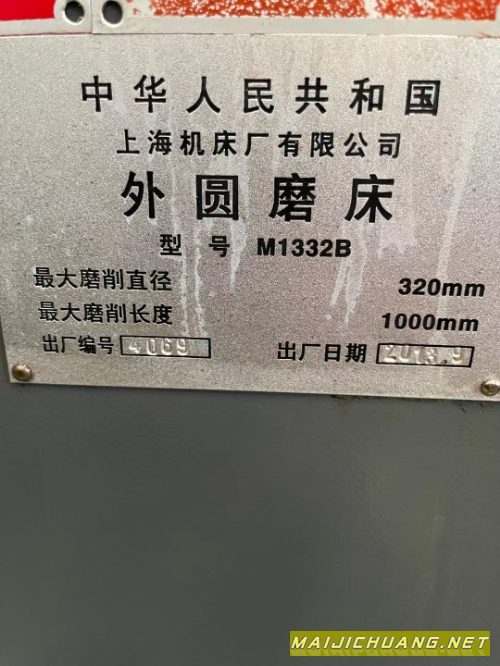 中华人民共和国
上海机床厂有限公司
外圆磨床
型 号 M1332B
最大磨削直径 320mm
最大磨削长度 1000mm
出厂编号 4069 出厂日期 2013.9
MAIJICHUANG.NET